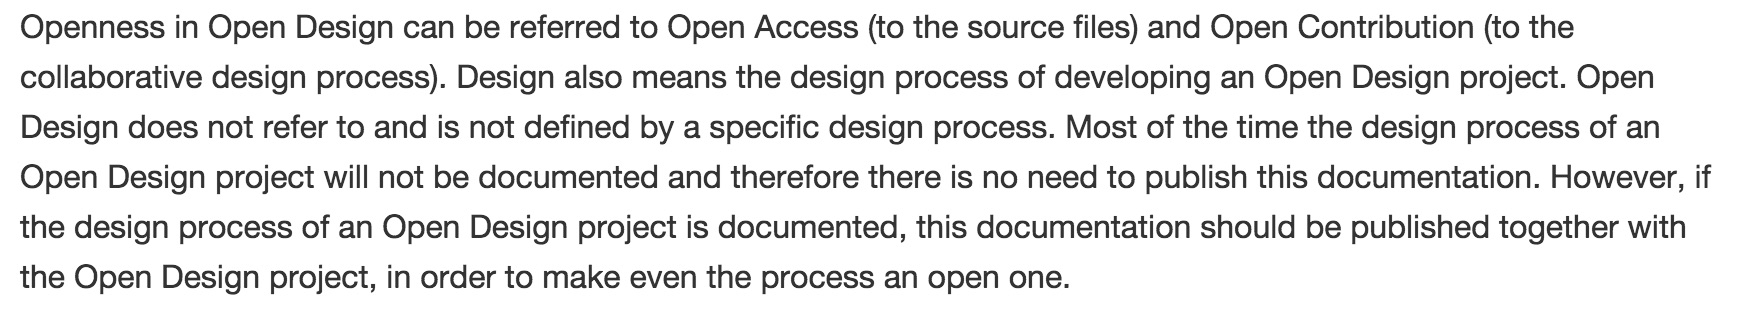 Openness in Open Design can be referred to Open Access (to the source files) and Open Contribution (to the
collaborative design process). Design also means the design process of developing an Open Design project. Open
Design does not refer to and is not defined by a specific design process. Most of the time the design process of an
Open Design project will not be documented and therefore there is no need to publish this documentation. However, if
the design process of an Open Design project is documented, this documentation should be published together with
the Open Design project, in order to make even the process an open one.